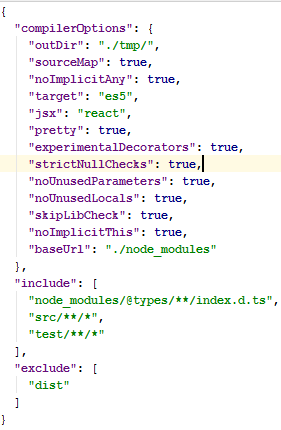 {
"compilerOptions": {
"outDir": "./tmp/",
"sourceMap": true,
"noImplicitAny": true,
"target": "es5",
"jsx": "react",
"pretty": true,
"experimentalDecorators": true,
"strictNullChecks": true,
"noUnusedParameters": true,
"noUnusedLocals": true,
"skipLibCheck": true,
"noImplicitThis": true,
"baseUrl": "./node_modules"
},
"include": [
"node_modules/@types/**/index.d.ts",
"src/**/*",
"test/**/*"
],
"exclude": [
"dist"
]
}